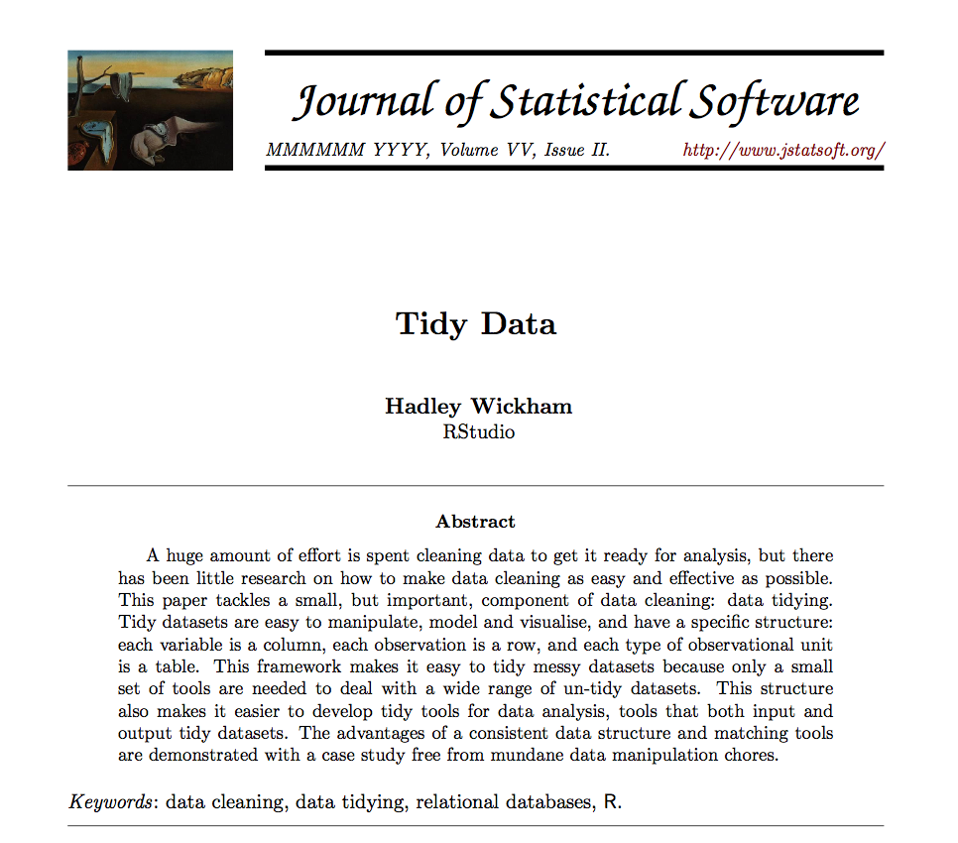 Journal of Statistical Software
MMMMMM YYYY, Volume VV, Issue II. http://www.jstatsoft.org/
Tidy Data
Hadley Wickham
RStudio
Abstract
A huge amount of effort is spent cleaning data to get it ready for analysis, but there
has been little research on how to make data cleaning as easy and effective as possible.
This paper tackles a small, but important, component of data cleaning: data tidying.
Tidy datasets are easy to manipulate, model and visualise, and have a specific structure:
each variable is a column, each observation is a row, and each type of observational unit
is a table. This framework makes it easy to tidy messy datasets because only a small
set of tools are needed to deal with a wide range of un-tidy datasets. This structure
also makes it easier to develop tidy tools for data analysis, tools that both input and
output tidy datasets. The advantages of a consistent data structure and matching tools
are demonstrated with a case study free from mundane data manipulation chores.
Keywords: data cleaning, data tidying, relational databases, R.